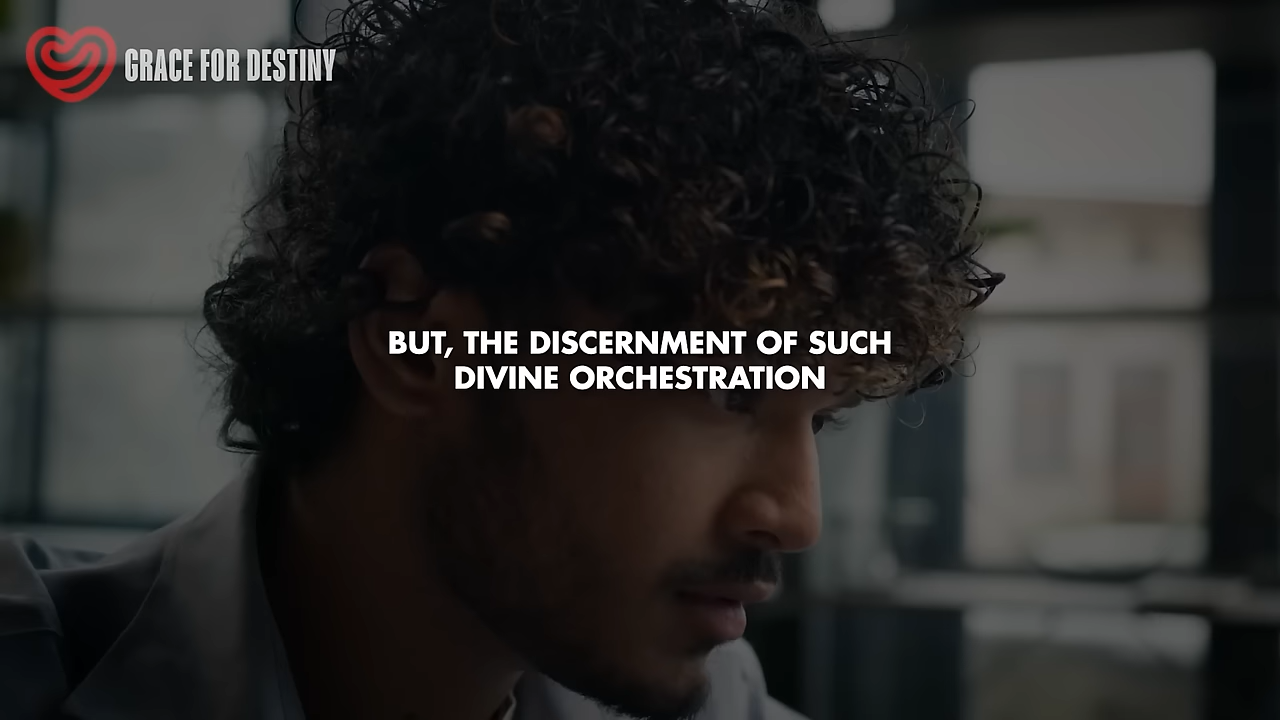 GRACE FOR DESTINY
BUT, THE DISCERNMENT OF SUCH
DIVINE ORCHESTRATION